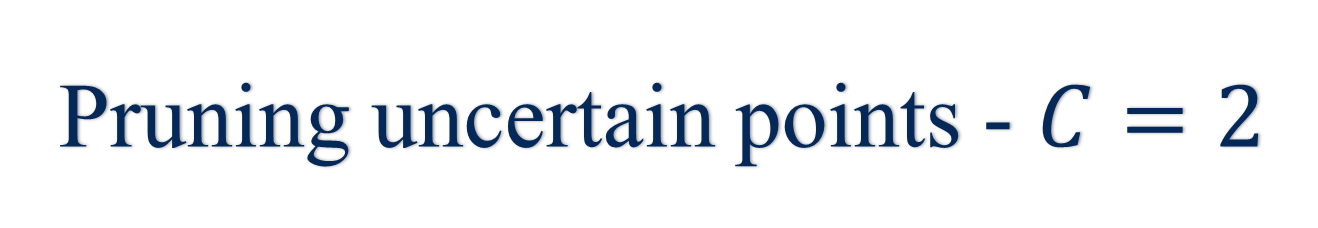 Pruning uncertain points - C = 2